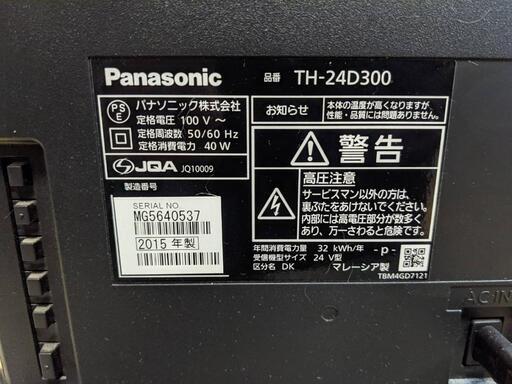 Panasonic 品番 TH-24D300
PSE
パナソニック株式会社
定格電圧 100 V ～
定格周波数 50/60 Hz
定格消費電力 40 W
JQA JQ10009
製造番号
SERIAL NO.
MG5640537
2015 年製
お知らせ 本体の温度が高くなりますが、
性能・品質には問題ありません。
警告
高圧注意
サービスマン以外の方は、
裏ぶたをあけないでください。
内部には高電圧部分が数多く
あり、万一さわると危険です。
年間消費電力量 32 kWh/年 -P-
受信機型サイズ 24 V型
区分名 DK マレーシア製
TBM4GD7121
AC IN